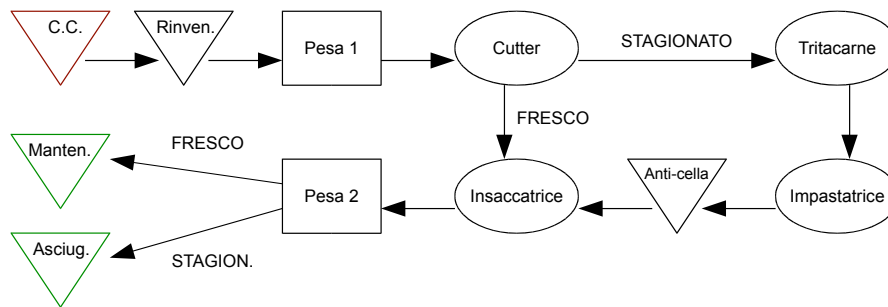 C.C.
Rinven.
Pesa 1
Cutter
STAGIONATO
Tritacarne
FRESCO
FRESCO
Manten.
Pesa 2
Insaccatrice
Anti-cella
Impastatrice
Asciug.
STAGION.